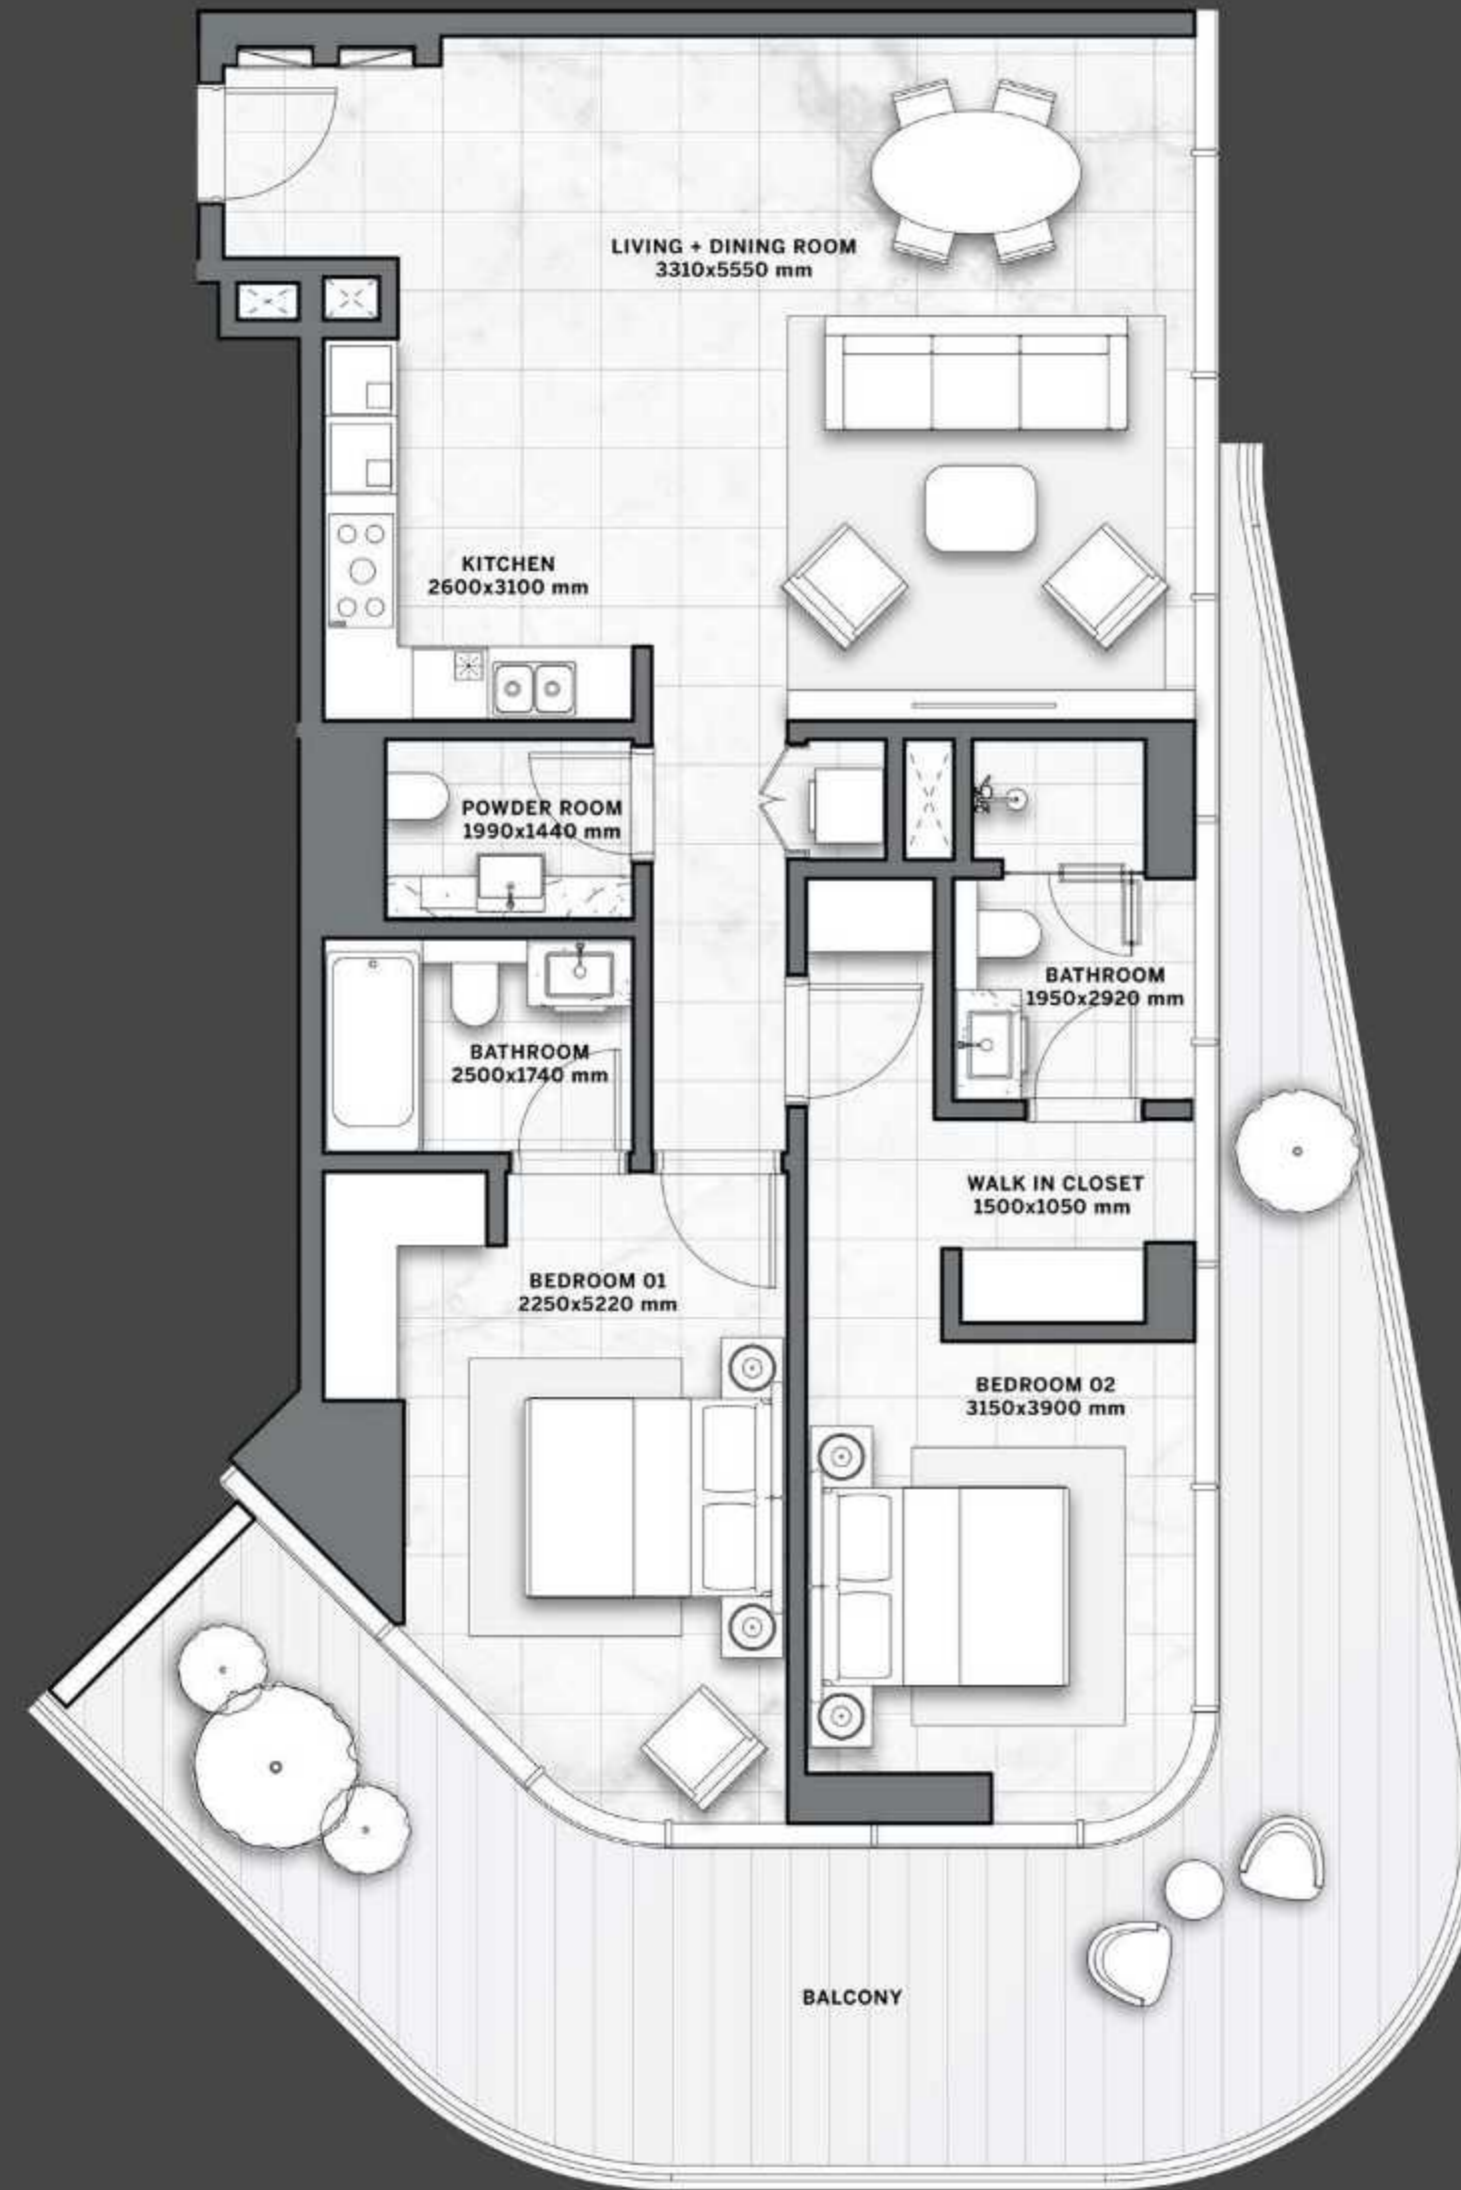 LIVING + DINING ROOM
3310x5550 mm
KITCHEN
2600x3100 mm
POWDER ROOM
1990x1440 mm
BATHROOM
1950x2920 mm
BATHROOM
2500x1740 mm
WALK IN CLOSET
1500x1050 mm
BEDROOM 01
2250x5220 mm
BEDROOM 02
3150x3900 mm
BALCONY